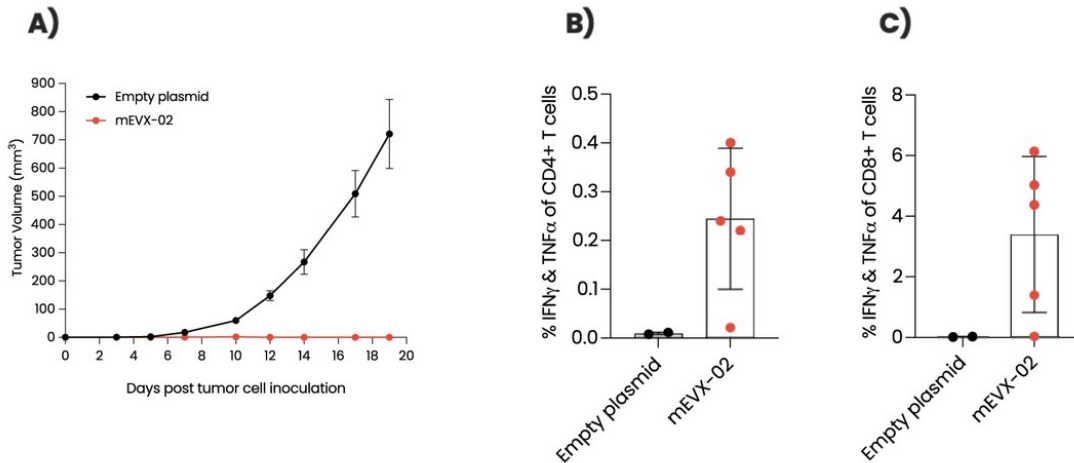 A)
Tumor Volume (mm³)
900
800
700
600
500
400
300
200
100
0
Empty plasmid
mEVX-02
0 2 4 6 8 10 12 14 16 18 20
Days post tumor cell inoculation
B)
% IFNγ & TNFα of CD4+ T cells
0.5
0.4
0.3
0.2
0.1
0.0
Empty plasmid
mEVX-02
C)
% IFNγ & TNFα of CD8+ T cells
8
6
4
2
0
Empty plasmid
mEVX-02